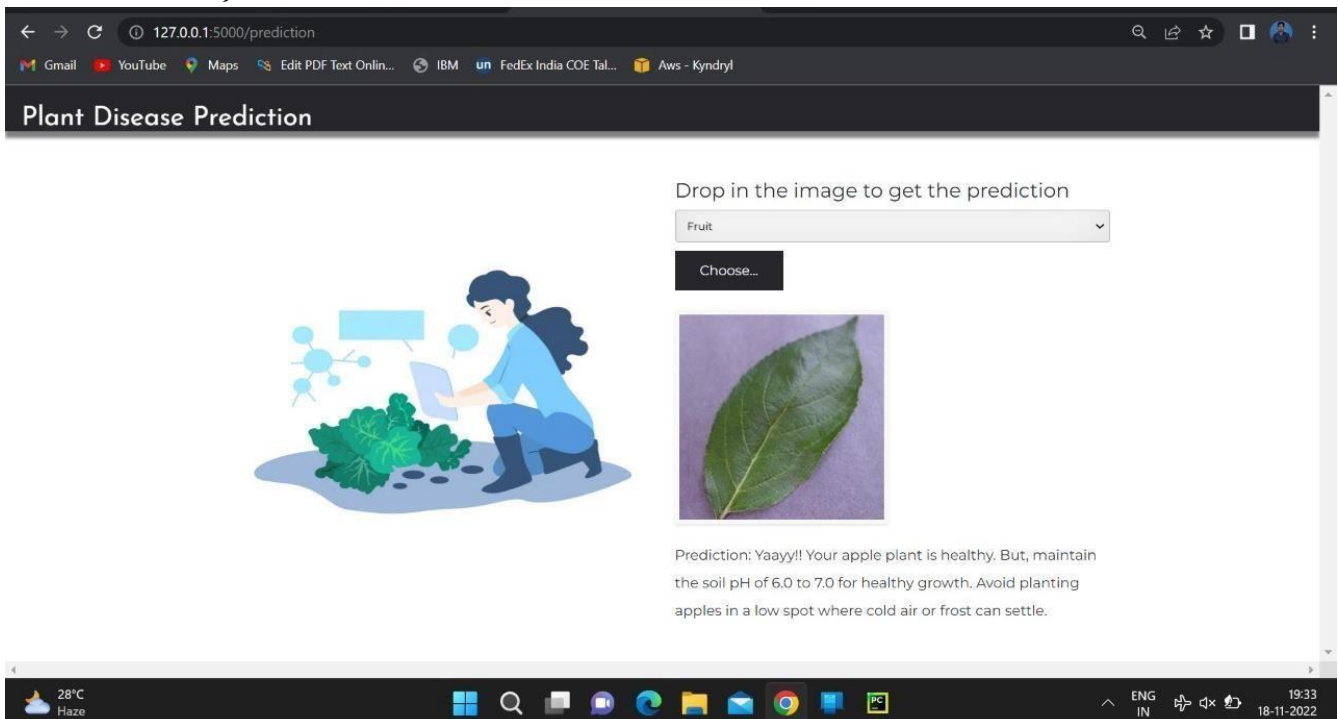 127.0.0.1:5000/prediction
Gmail YouTube Maps Edit PDF Text Onlin... IBM un FedEx India COE Tal... Aws - Kyndryl
Plant Disease Prediction
Drop in the image to get the prediction
Fruit
Choose...
Prediction: Yaayy!! Your apple plant is healthy. But, maintain
the soil pH of 6.0 to 7.0 for healthy growth. Avoid planting
apples in a low spot where cold air or frost can settle.
28°C
Haze
PC
ENG
IN
19:33
18-11-2022